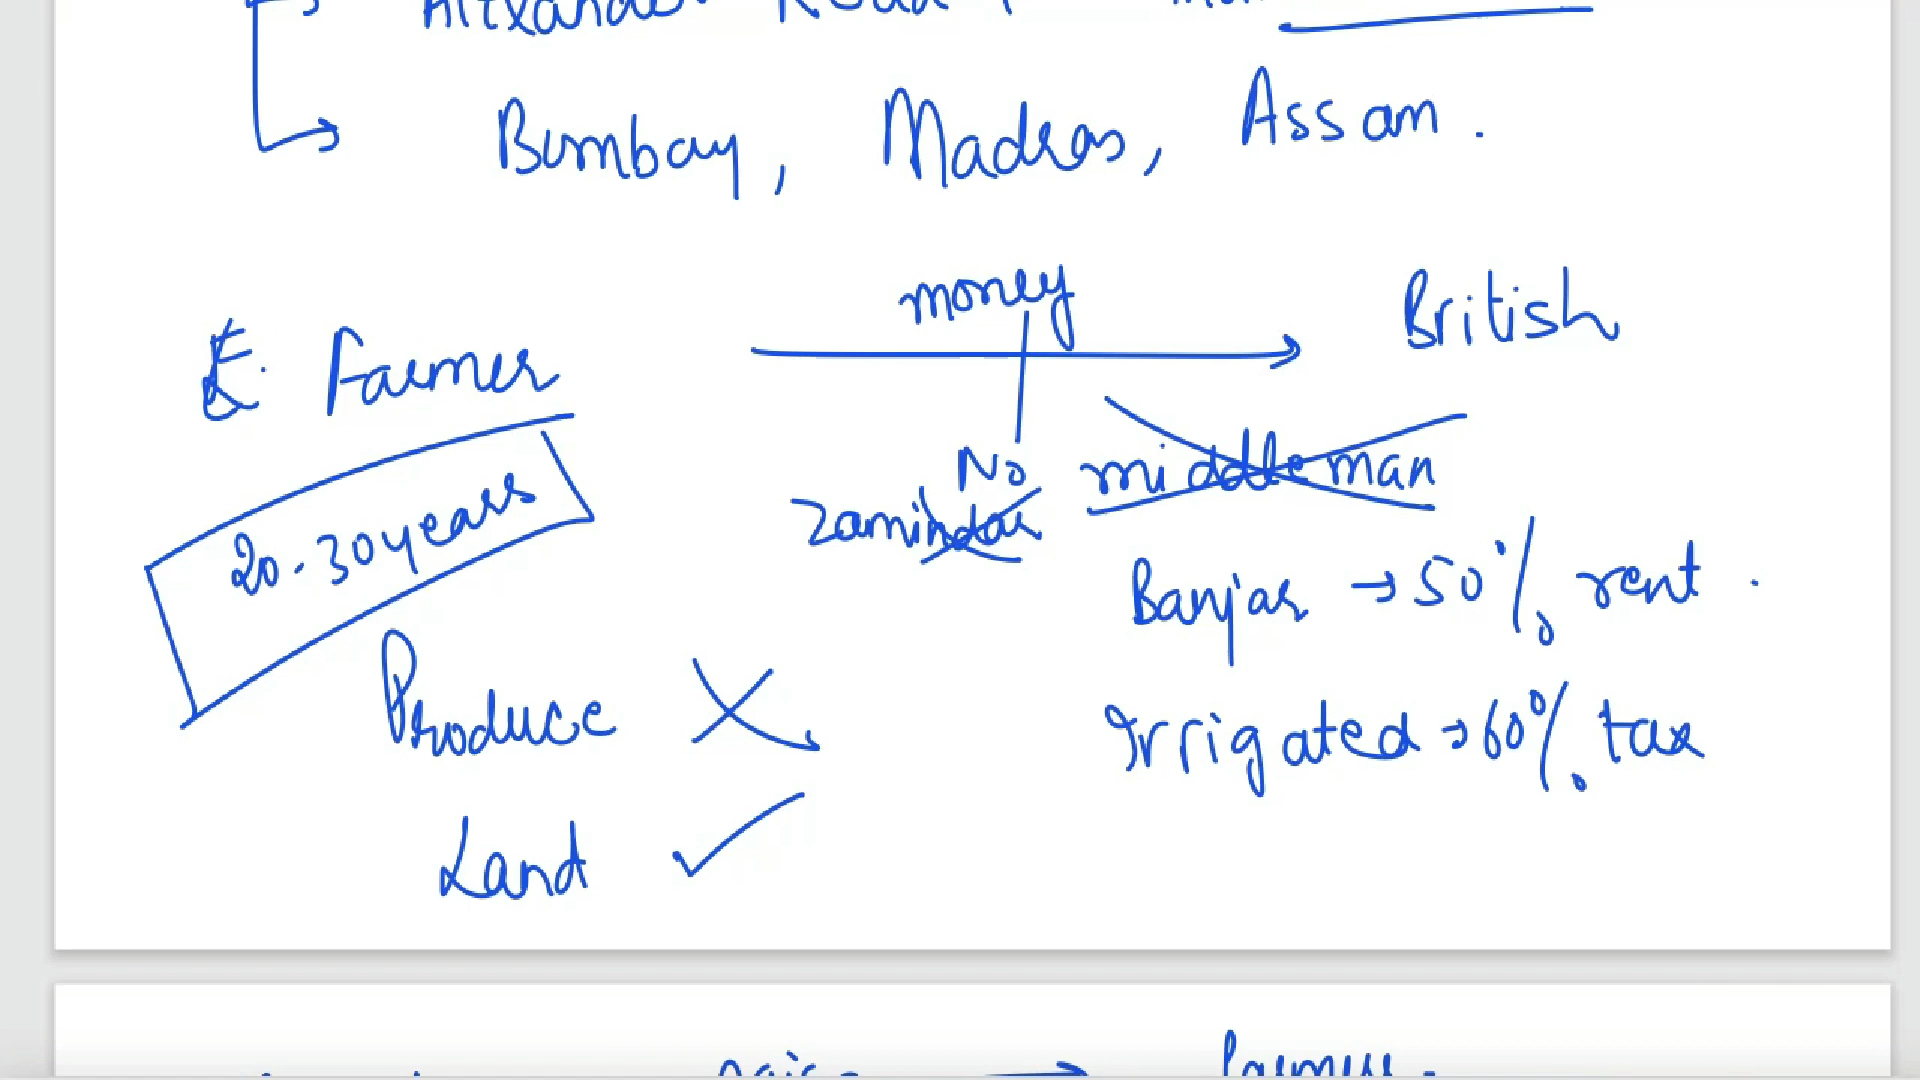 Bombay, Madras, Assam.
money
Farmer British
No middleman
Zamindar
20-30 years
Banjar → 50% rent.
Produce ✗
Irrigated → 60% tax
Land ✓